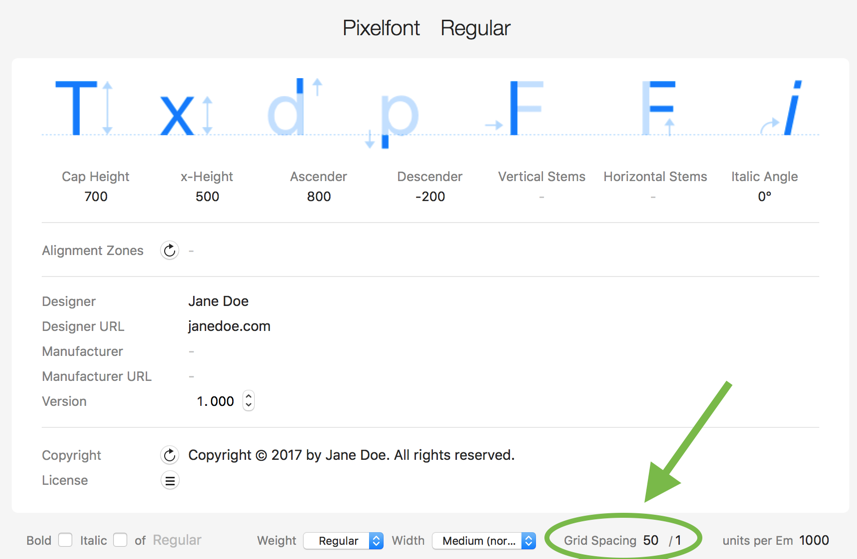 Pixelfont Regular
T x d p F F i
Cap Height x-Height Ascender Descender Vertical Stems Horizontal Stems Italic Angle
700 500 800 -200 - - 0°
Alignment Zones -
Designer Jane Doe
Designer URL janedoe.com
Manufacturer -
Manufacturer URL -
Version 1.000
Copyright Copyright © 2017 by Jane Doe. All rights reserved.
License
Bold Italic of Regular Weight Regular Width Medium (nor... Grid Spacing 50 / 1 units per Em 1000